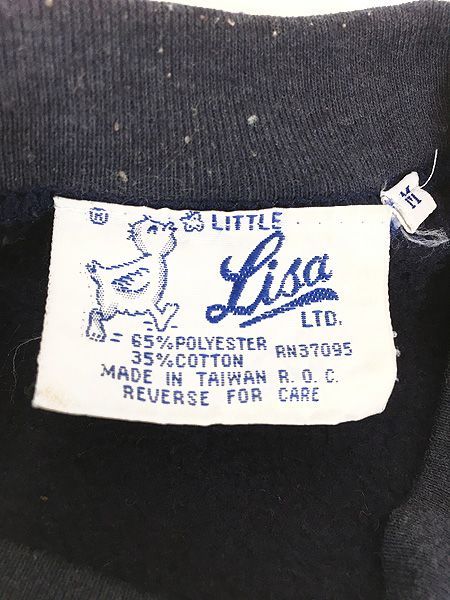 ®
LITTLE
Lisa
LTD.
65% POLYESTER
35% COTTON
RN37095
MADE IN TAIWAN R.O.C.
REVERSE FOR CARE
M